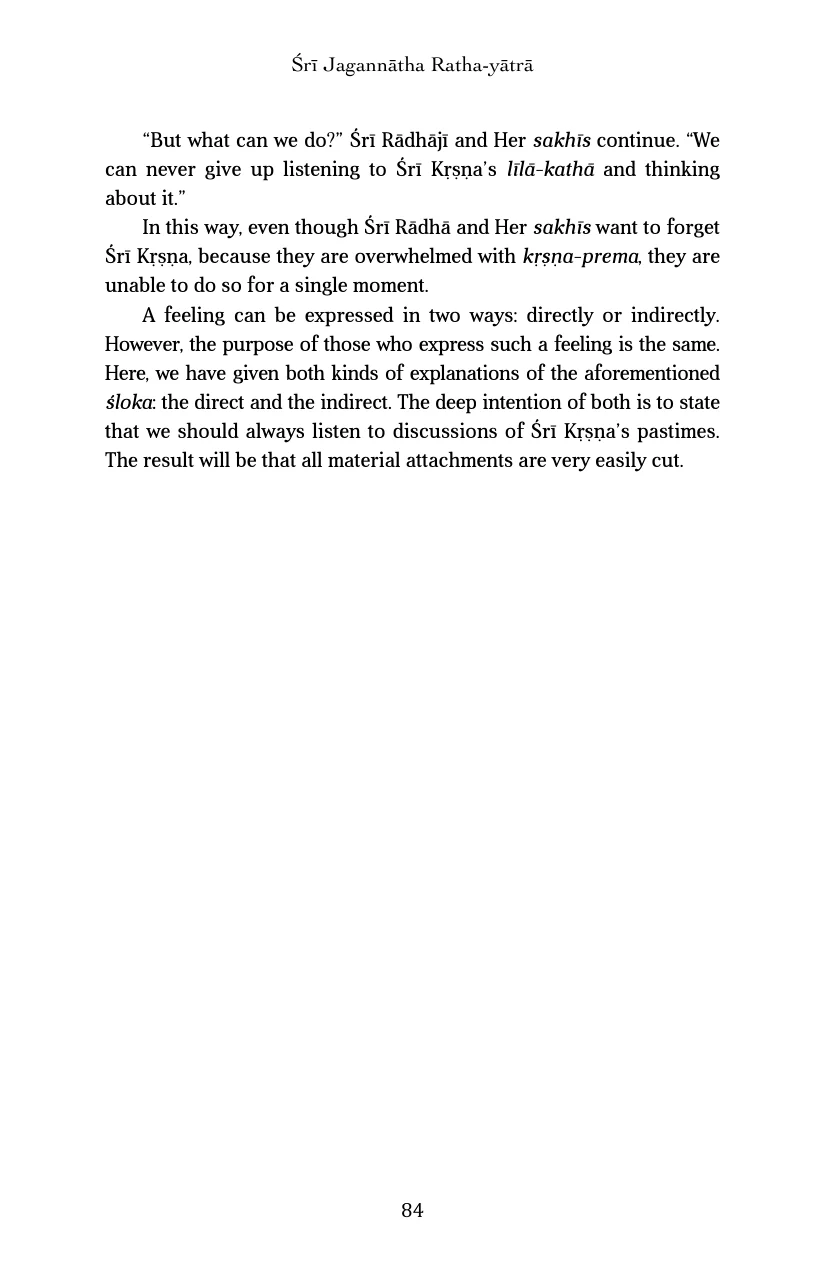 Śrī Jagannātha Ratha-yātrā
“But what can we do?” Śrī Rādhājī and Her sakhīs continue. “We
can never give up listening to Śrī Kṛṣṇa’s līlā-kathā and thinking
about it.”
In this way, even though Śrī Rādhā and Her sakhīs want to forget
Śrī Kṛṣṇa, because they are overwhelmed with kṛṣṇa-prema, they are
unable to do so for a single moment.
A feeling can be expressed in two ways: directly or indirectly.
However, the purpose of those who express such a feeling is the same.
Here, we have given both kinds of explanations of the aforementioned
śloka: the direct and the indirect. The deep intention of both is to state
that we should always listen to discussions of Śrī Kṛṣṇa’s pastimes.
The result will be that all material attachments are very easily cut.
84